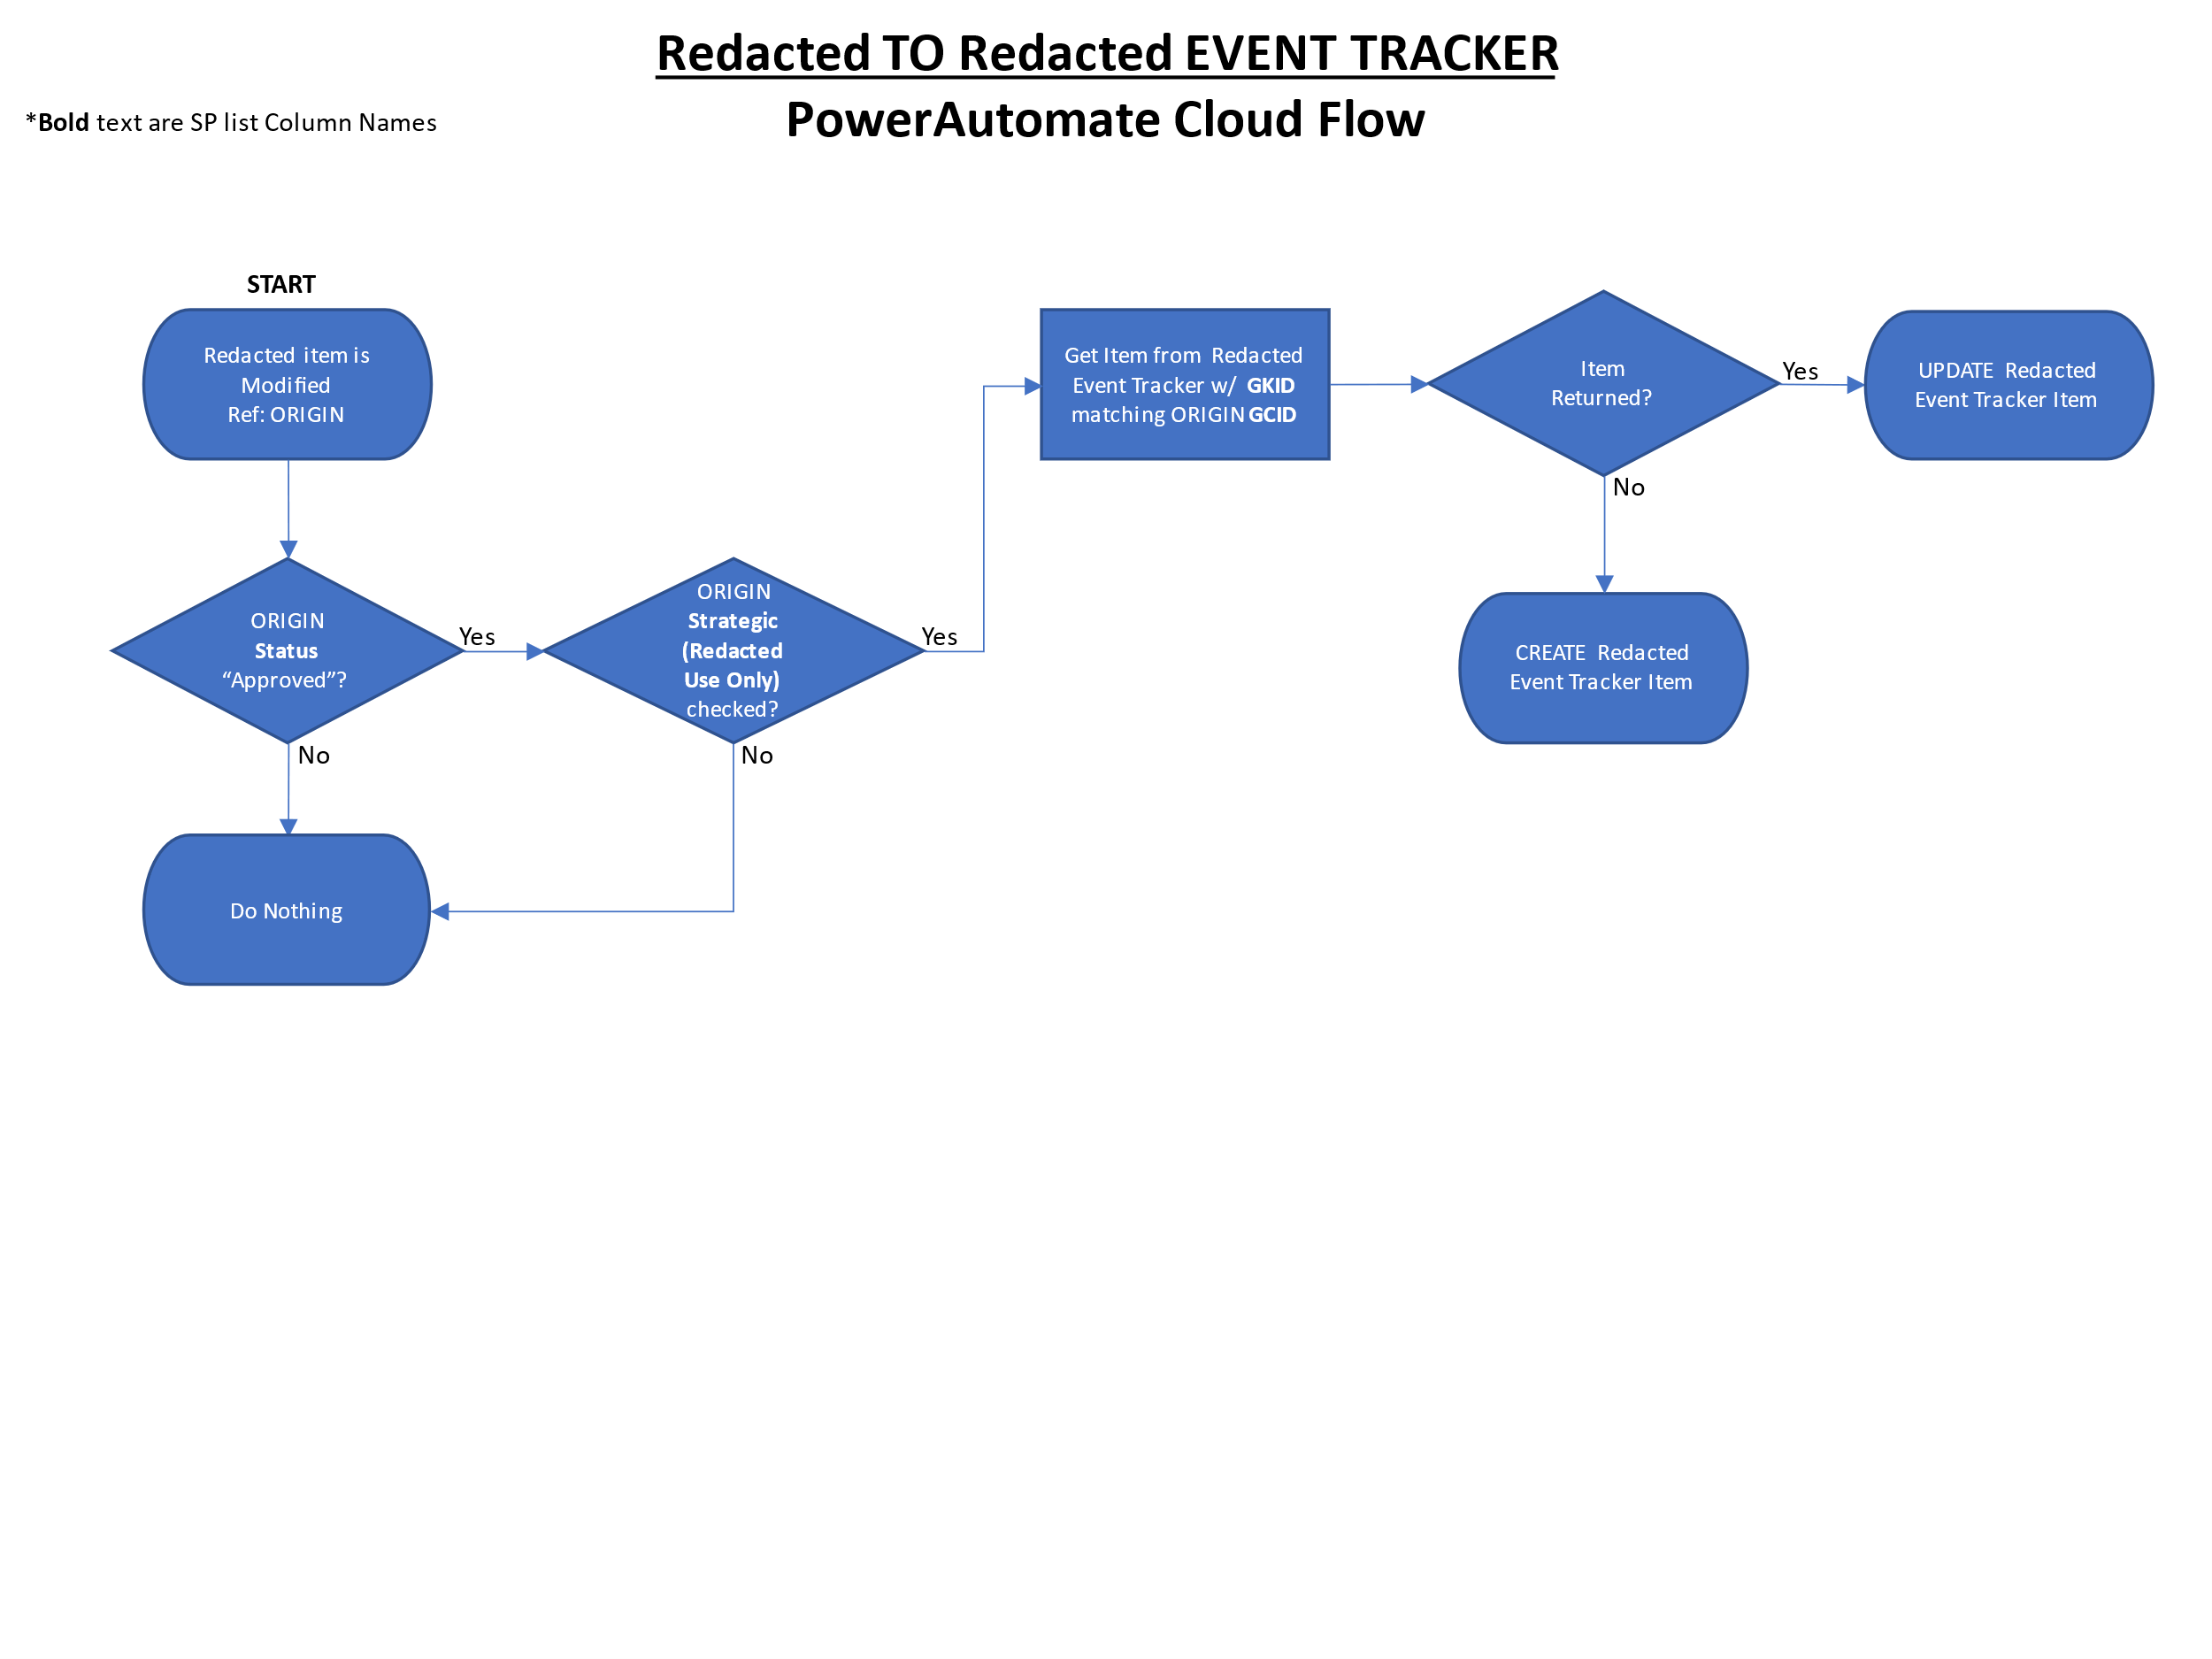 Redacted TO Redacted EVENT TRACKER
PowerAutomate Cloud Flow
*Bold text are SP list Column Names
START
Redacted item is
Modified
Ref: ORIGIN
ORIGIN
Status
“Approved”?
Yes
No
Do Nothing
ORIGIN
Strategic
(Redacted
Use Only)
checked?
Yes
No
Get Item from Redacted
Event Tracker w/ GKID
matching ORIGIN GCID
Item
Returned?
Yes
No
UPDATE Redacted
Event Tracker Item
CREATE Redacted
Event Tracker Item